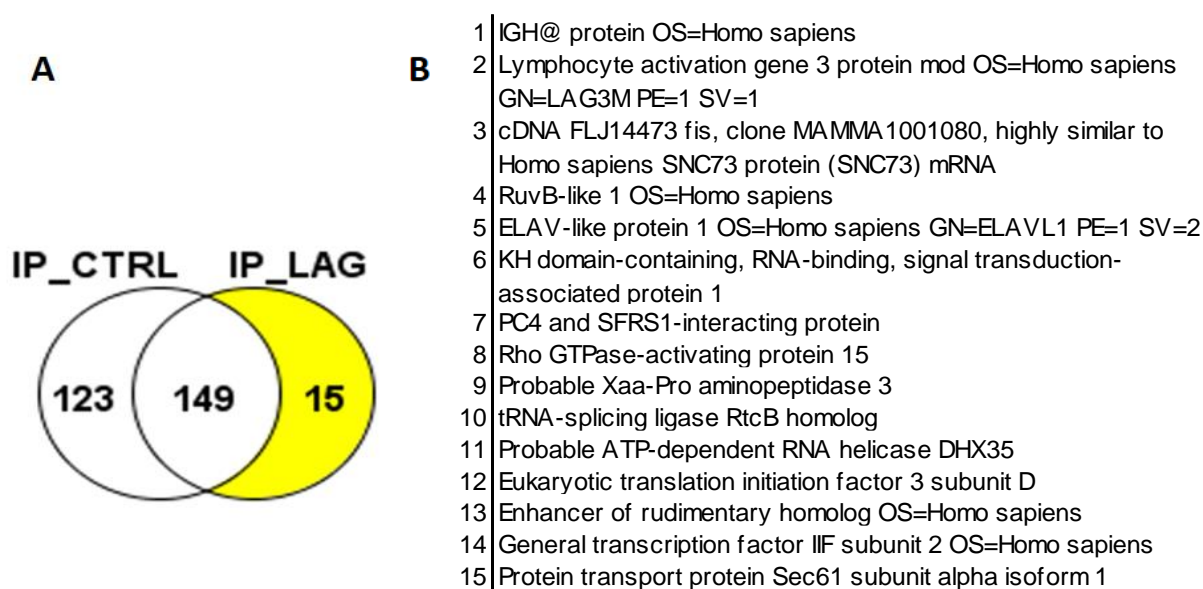 A
IP_CTRL IP_LAG
123 149 15
B
1 IGH@ protein OS=Homo sapiens
2 Lymphocyte activation gene 3 protein mod OS=Homo sapiens
GN=LAG3M PE=1 SV=1
3 cDNA FLJ14473 fis, clone MAMMA1001080, highly similar to
Homo sapiens SNC73 protein (SNC73) mRNA
4 RuvB-like 1 OS=Homo sapiens
5 ELAV-like protein 1 OS=Homo sapiens GN=ELAVL1 PE=1 SV=2
6 KH domain-containing, RNA-binding, signal transduction-
associated protein 1
7 PC4 and SFRS1-interacting protein
8 Rho GTPase-activating protein 15
9 Probable Xaa-Pro aminopeptidase 3
10 tRNA-splicing ligase RtcB homolog
11 Probable ATP-dependent RNA helicase DHX35
12 Eukaryotic translation initiation factor 3 subunit D
13 Enhancer of rudimentary homolog OS=Homo sapiens
14 General transcription factor IIF subunit 2 OS=Homo sapiens
15 Protein transport protein Sec61 subunit alpha isoform 1